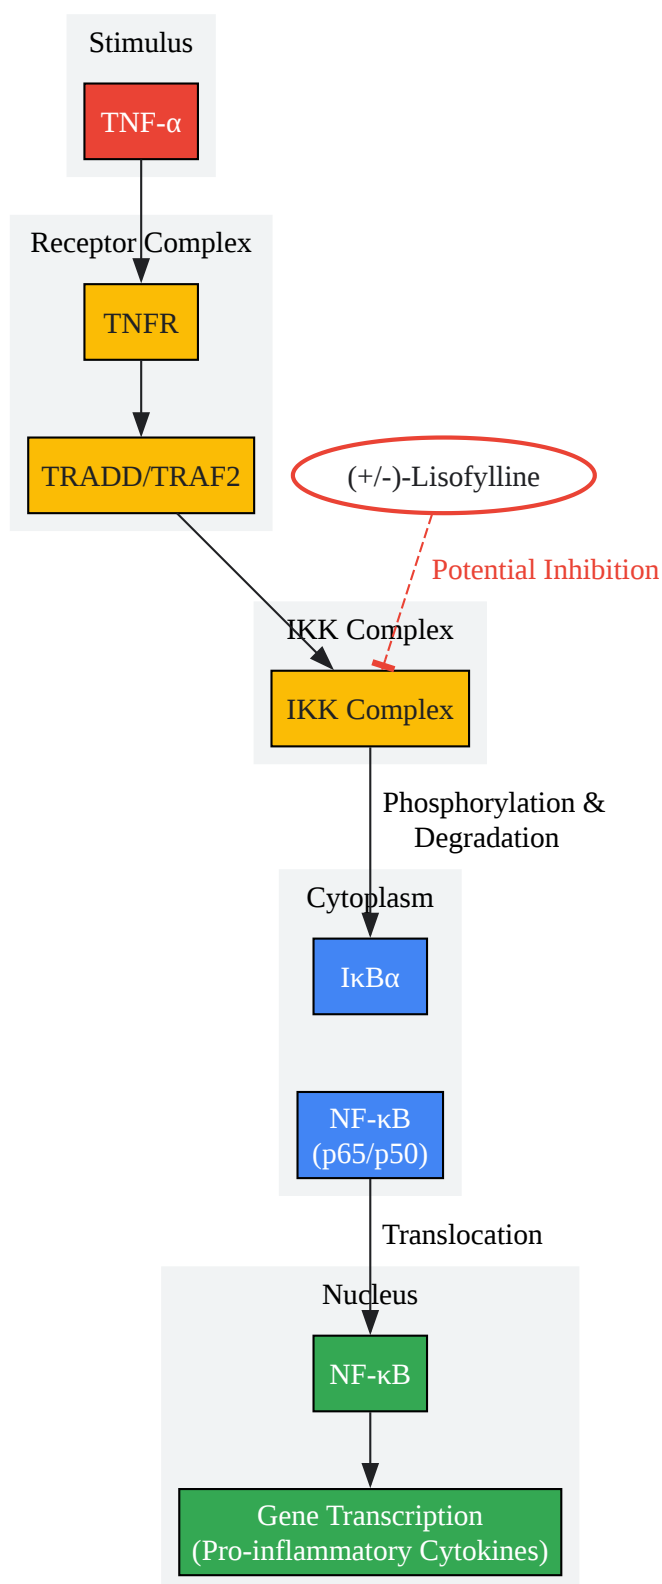 Stimulus
TNF-α
Receptor Complex
TNFR
TRADD/TRAF2
(+/-)-Lisofylline
Potential Inhibition
IKK Complex
IKK Complex
Phosphorylation &
Degradation
Cytoplasm
IκBα
NF-κB
(p65/p50)
Translocation
Nucleus
NF-κB
Gene Transcription
(Pro-inflammatory Cytokines)